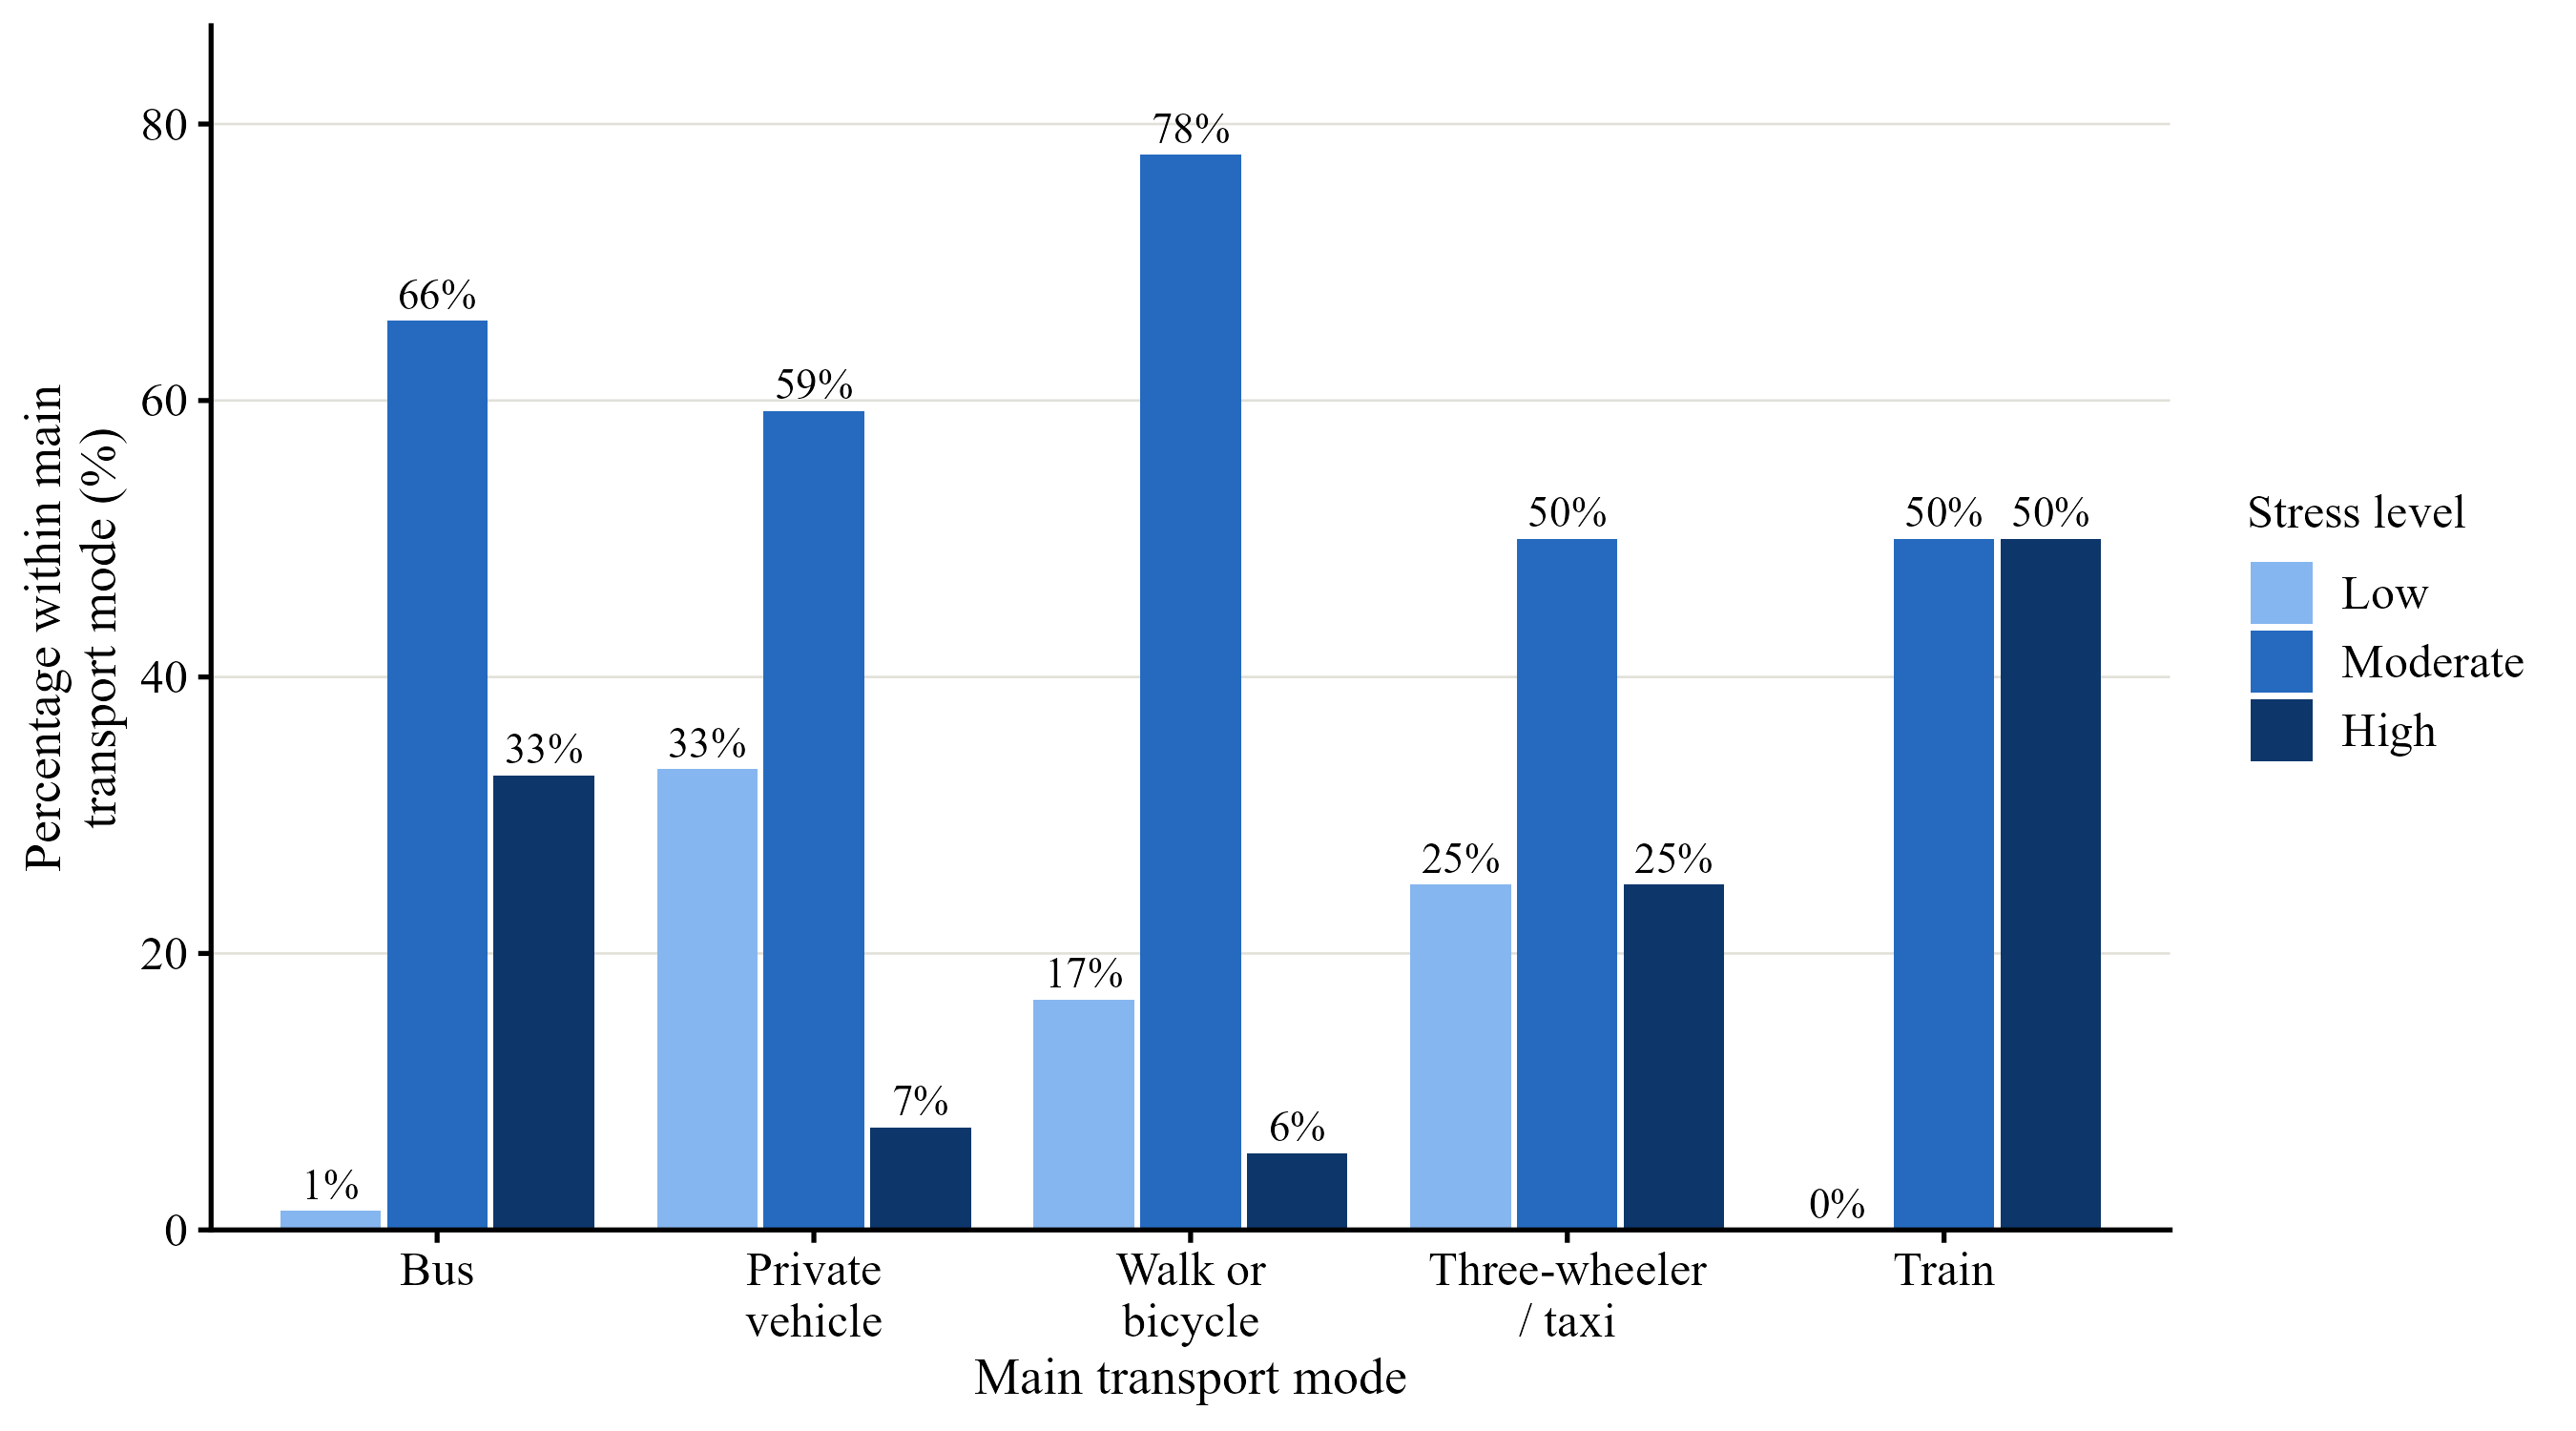 80
60
40
20
0
Percentage within main
transport mode (%)
1%
66%
33%
33%
59%
7%
17%
78%
6%
25%
50%
25%
0%
50%
50%
Bus
Private
vehicle
Walk or
bicycle
Three-wheeler
/ taxi
Train
Main transport mode
Stress level
Low
Moderate
High